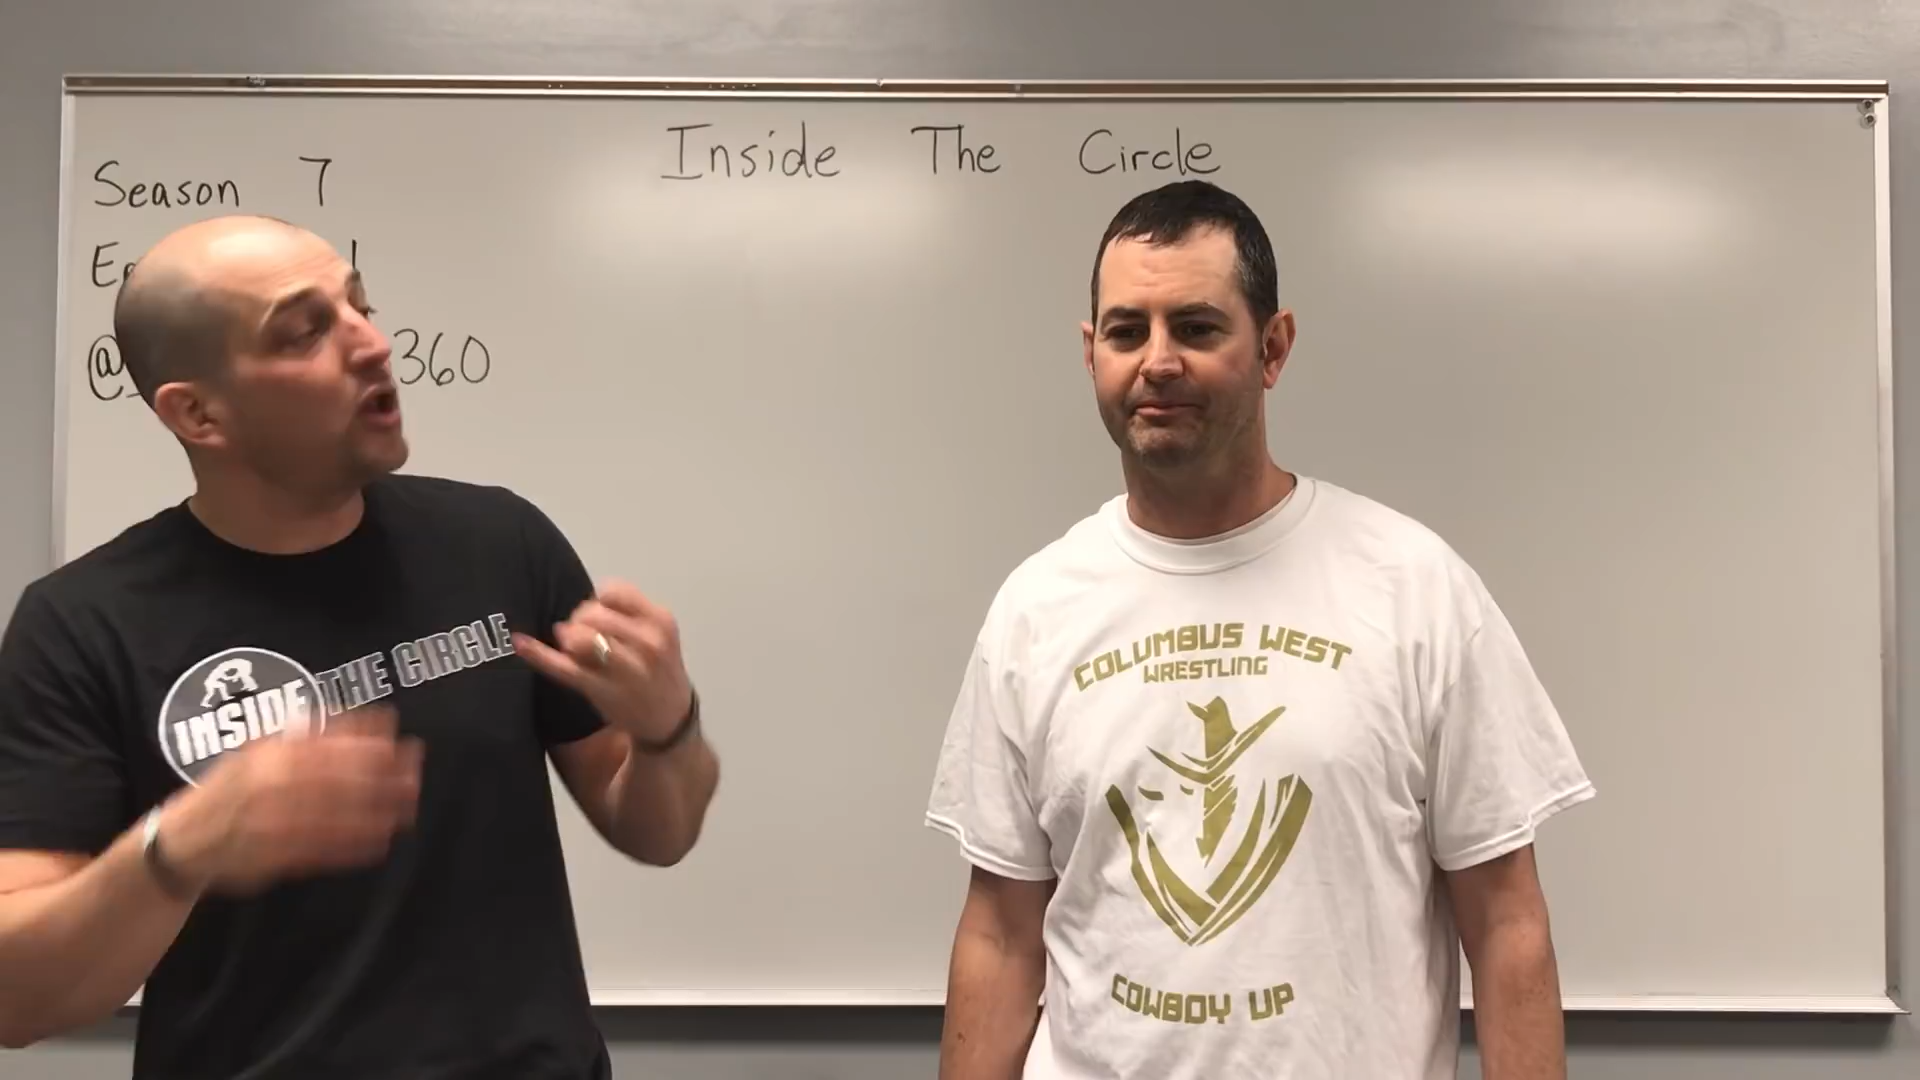 Inside The Circle
Season 7
360
INSIDE THE CIRCLE
COLUMBUS WEST
WRESTLING
COWBOY UP